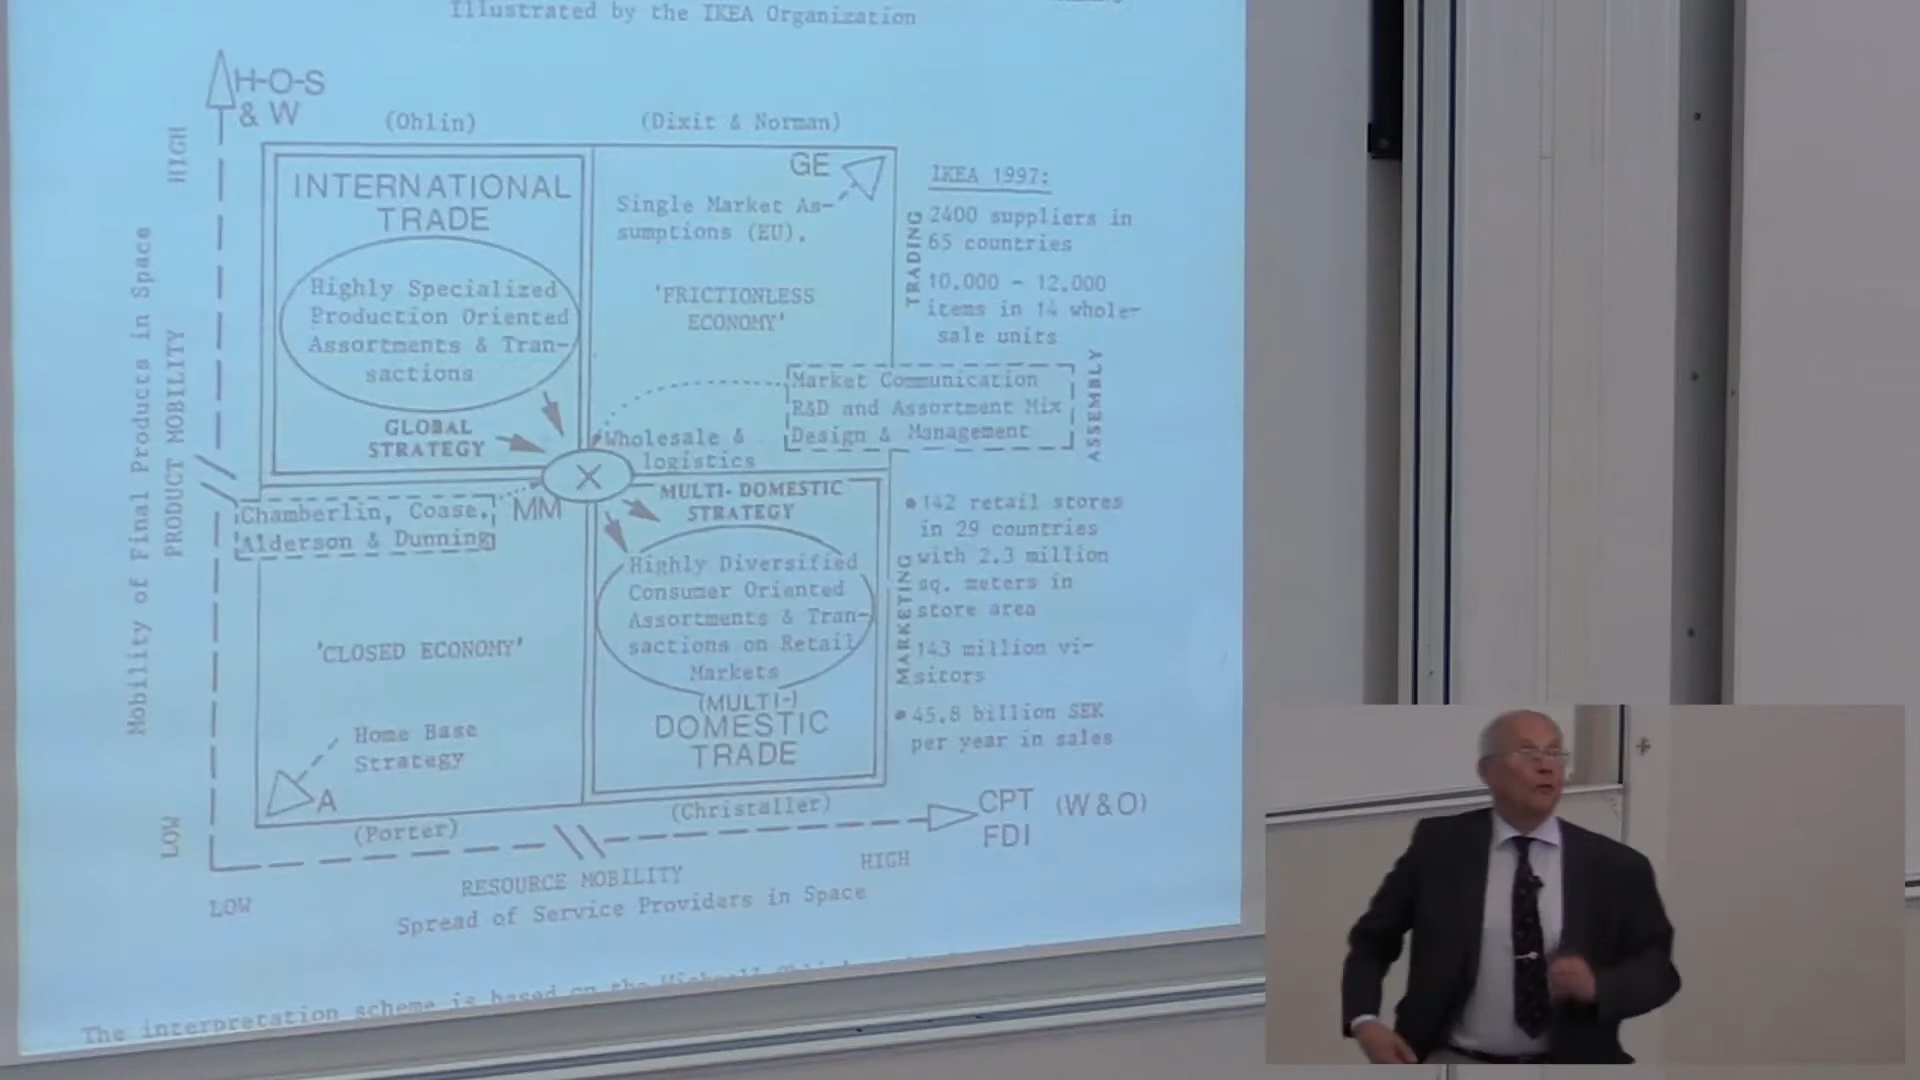 Illustrated by the IKEA Organization
H-O-S
& W
(Ohlin)
(Dixit & Norman)
HIGH
Mobility of Final Products in Space
PRODUCT MOBILITY
LOW
INTERNATIONAL
TRADE
Highly Specialized
Production Oriented
Assortments & Tran-
sactions
GLOBAL
STRATEGY
GE
Single Market As-
sumptions (EU).
'FRICTIONLESS
ECONOMY'
Wholesale &
logistics
Market Communication
R&D and Assortment Mix
Design & Management
X
MM
Chamberlin, Coase,
Alderson & Dunning
'CLOSED ECONOMY'
Home Base
Strategy
A
(Porter)
MULTI-DOMESTIC
STRATEGY
Highly Diversified
Consumer Oriented
Assortments & Tran-
sactions on Retail
Markets
(MULTI-)
DOMESTIC
TRADE
(Christaller)
TRADING
IKEA 1997:
2400 suppliers in
65 countries
10.000 - 12.000
items in 14 whole-
sale units
ASSEMBLY
MARKETING
142 retail stores
in 29 countries
with 2.3 million
sq. meters in
store area
143 million vi-
sitors
45.8 billion SEK
per year in sales
CPT (W & O)
FDI
LOW
HIGH
RESOURCE MOBILITY
Spread of Service Providers in Space
The interpretation scheme is based on the